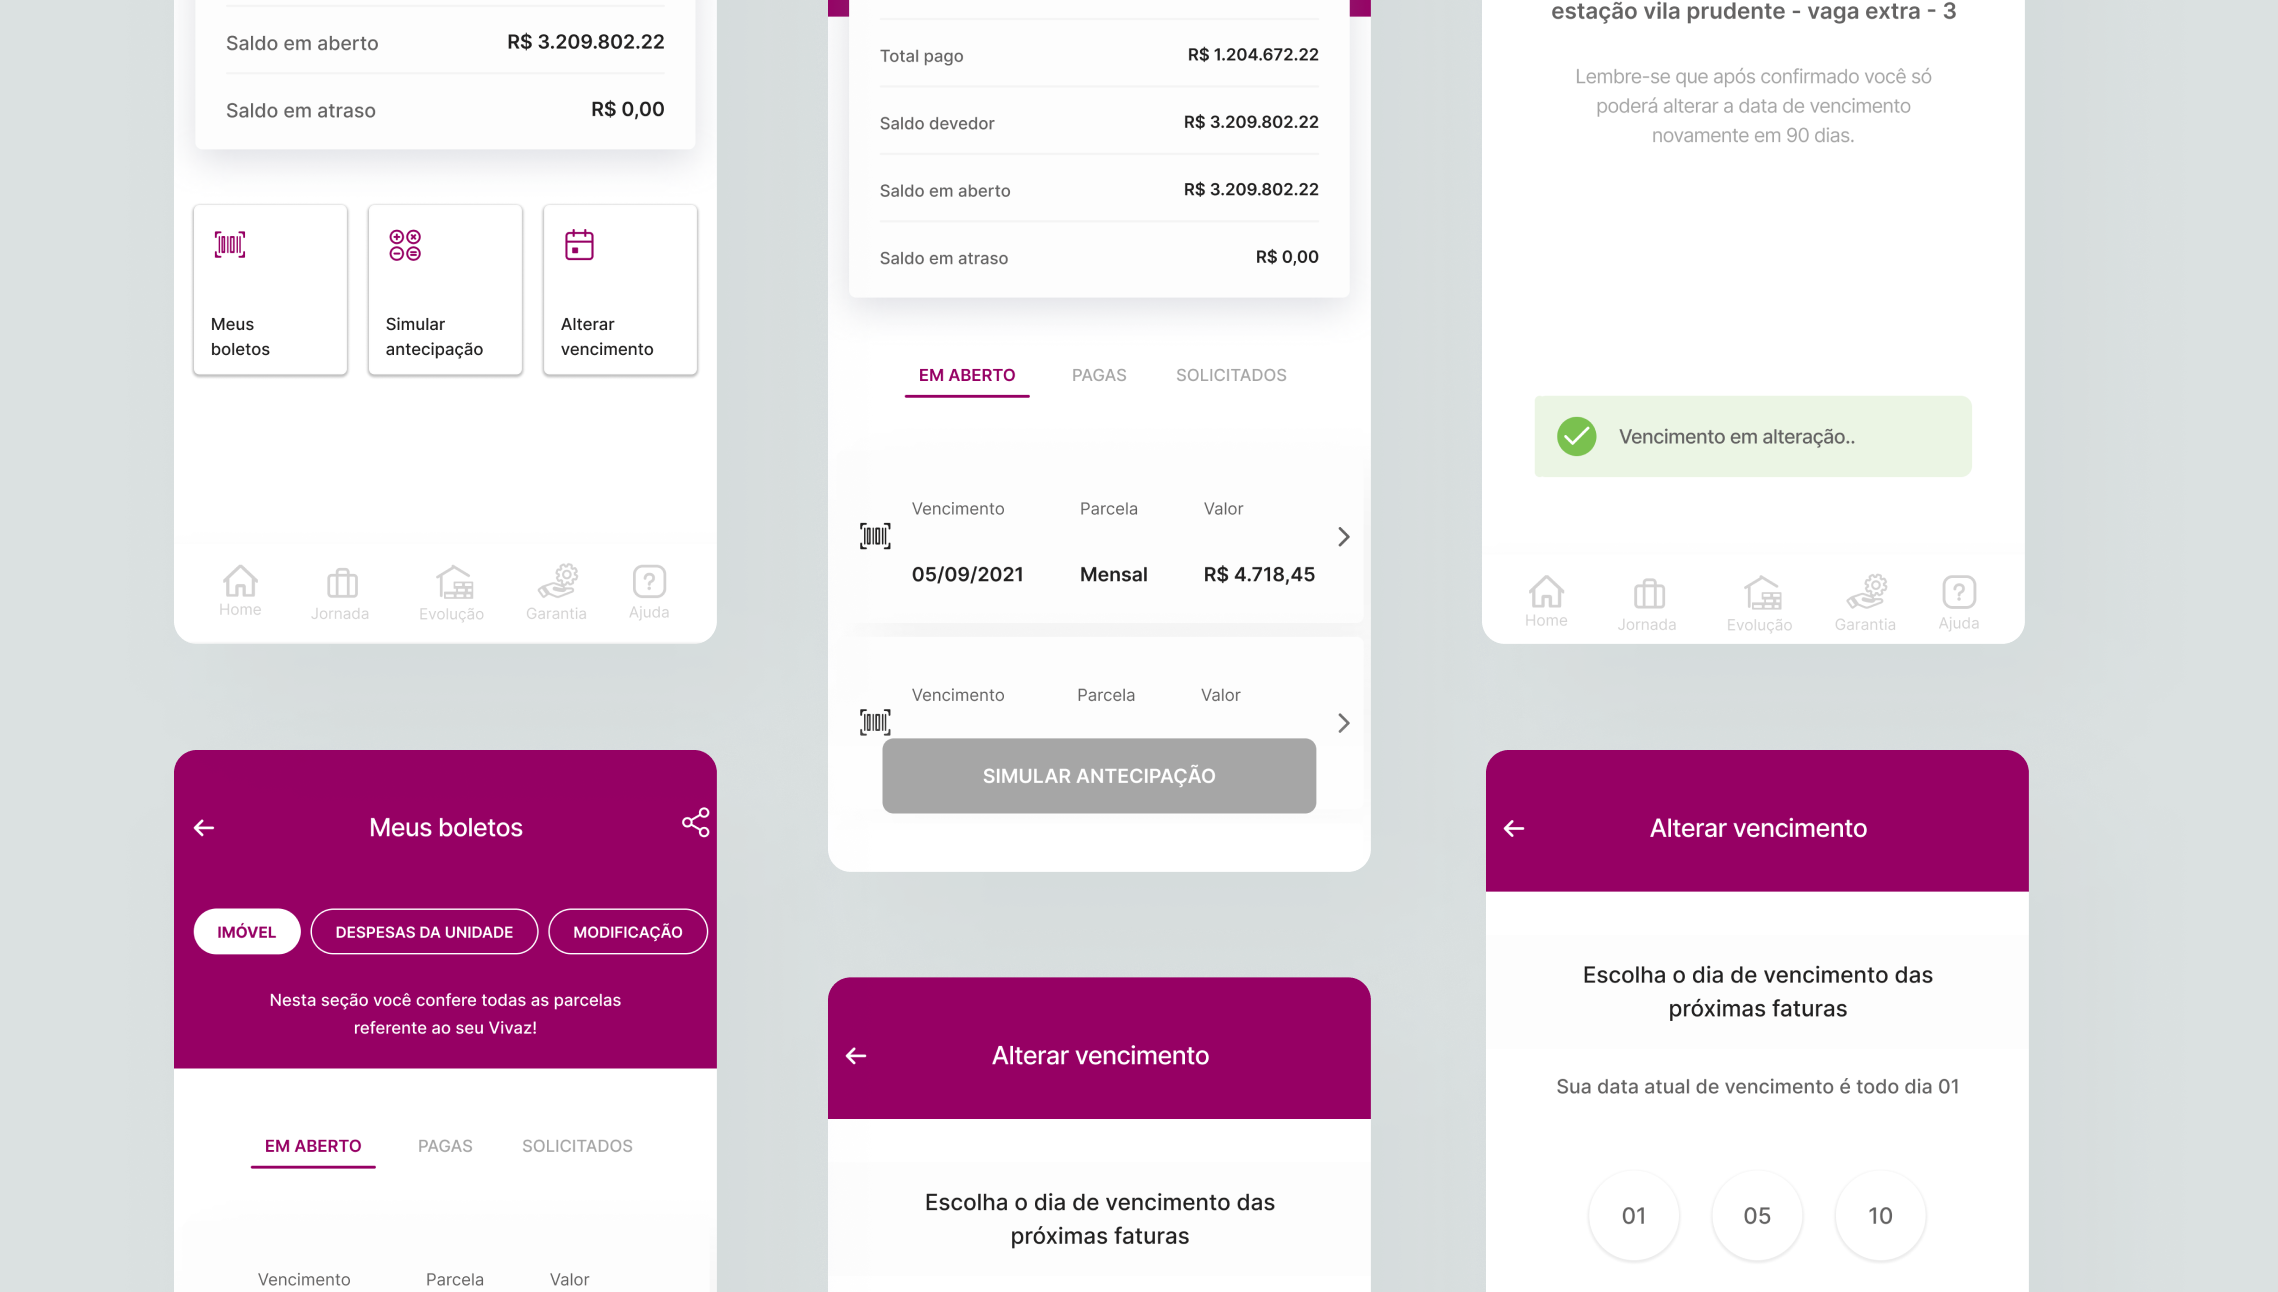 Saldo em aberto R$ 3.209.802.22
Saldo em atraso R$ 0,00
Meus
boletos
Simular
antecipação
Alterar
vencimento
Home Jornada Evolução Garantia Ajuda
Meus boletos
IMÓVEL DESPESAS DA UNIDADE MODIFICAÇÃO
Nesta seção você confere todas as parcelas
referente ao seu Vivaz!
EM ABERTO PAGAS SOLICITADOS
Vencimento Parcela Valor
Total pago R$ 1.204.672.22
Saldo devedor R$ 3.209.802.22
Saldo em aberto R$ 3.209.802.22
Saldo em atraso R$ 0,00
EM ABERTO PAGAS SOLICITADOS
Vencimento Parcela Valor
05/09/2021 Mensal R$ 4.718,45
Vencimento Parcela Valor
SIMULAR ANTECIPAÇÃO
Alterar vencimento
Escolha o dia de vencimento das
próximas faturas
estação vila prudente - vaga extra - 3
Lembre-se que após confirmado você só
poderá alterar a data de vencimento
novamente em 90 dias.
Vencimento em alteração..
Home Jornada Evolução Garantia Ajuda
Alterar vencimento
Escolha o dia de vencimento das
próximas faturas
Sua data atual de vencimento é todo dia 01
01 05 10